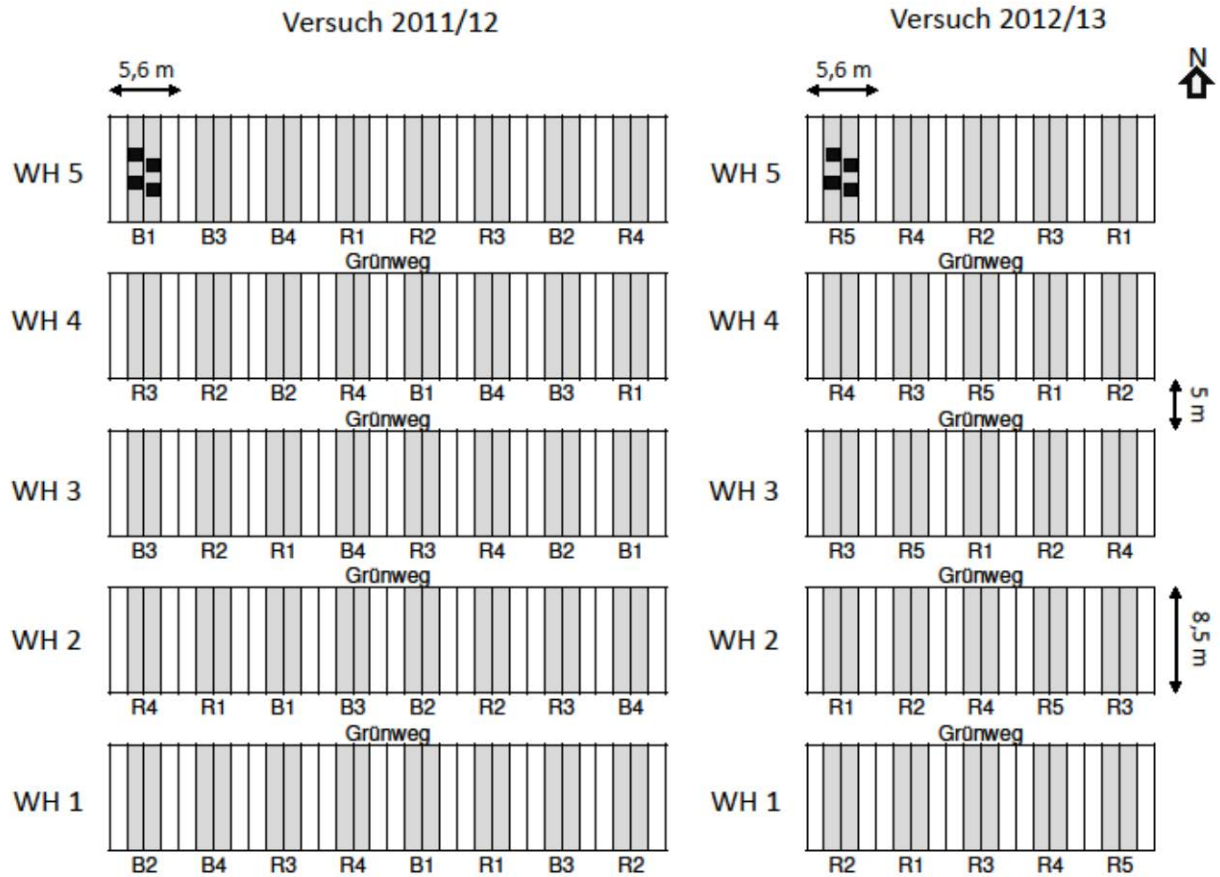 Versuch 2011/12
Versuch 2012/13
5,6 m
5,6 m
N
WH 5
B1 B3 B4 R1 R2 R3 B2 R4
Grünweg
WH 5
R5 R4 R2 R3 R1
Grünweg
WH 4
R3 R2 B2 R4 B1 B4 B3 R1
Grünweg
WH 4
R4 R3 R5 R1 R2
Grünweg
5 m
WH 3
B3 R2 R1 B4 R3 R4 B2 B1
Grünweg
WH 3
R3 R5 R1 R2 R4
Grünweg
WH 2
R4 R1 B1 B3 B2 R2 R3 B4
Grünweg
WH 2
R1 R2 R4 R5 R3
Grünweg
8,5 m
WH 1
B2 B4 R3 R4 B1 R1 B3 R2
WH 1
R2 R1 R3 R4 R5